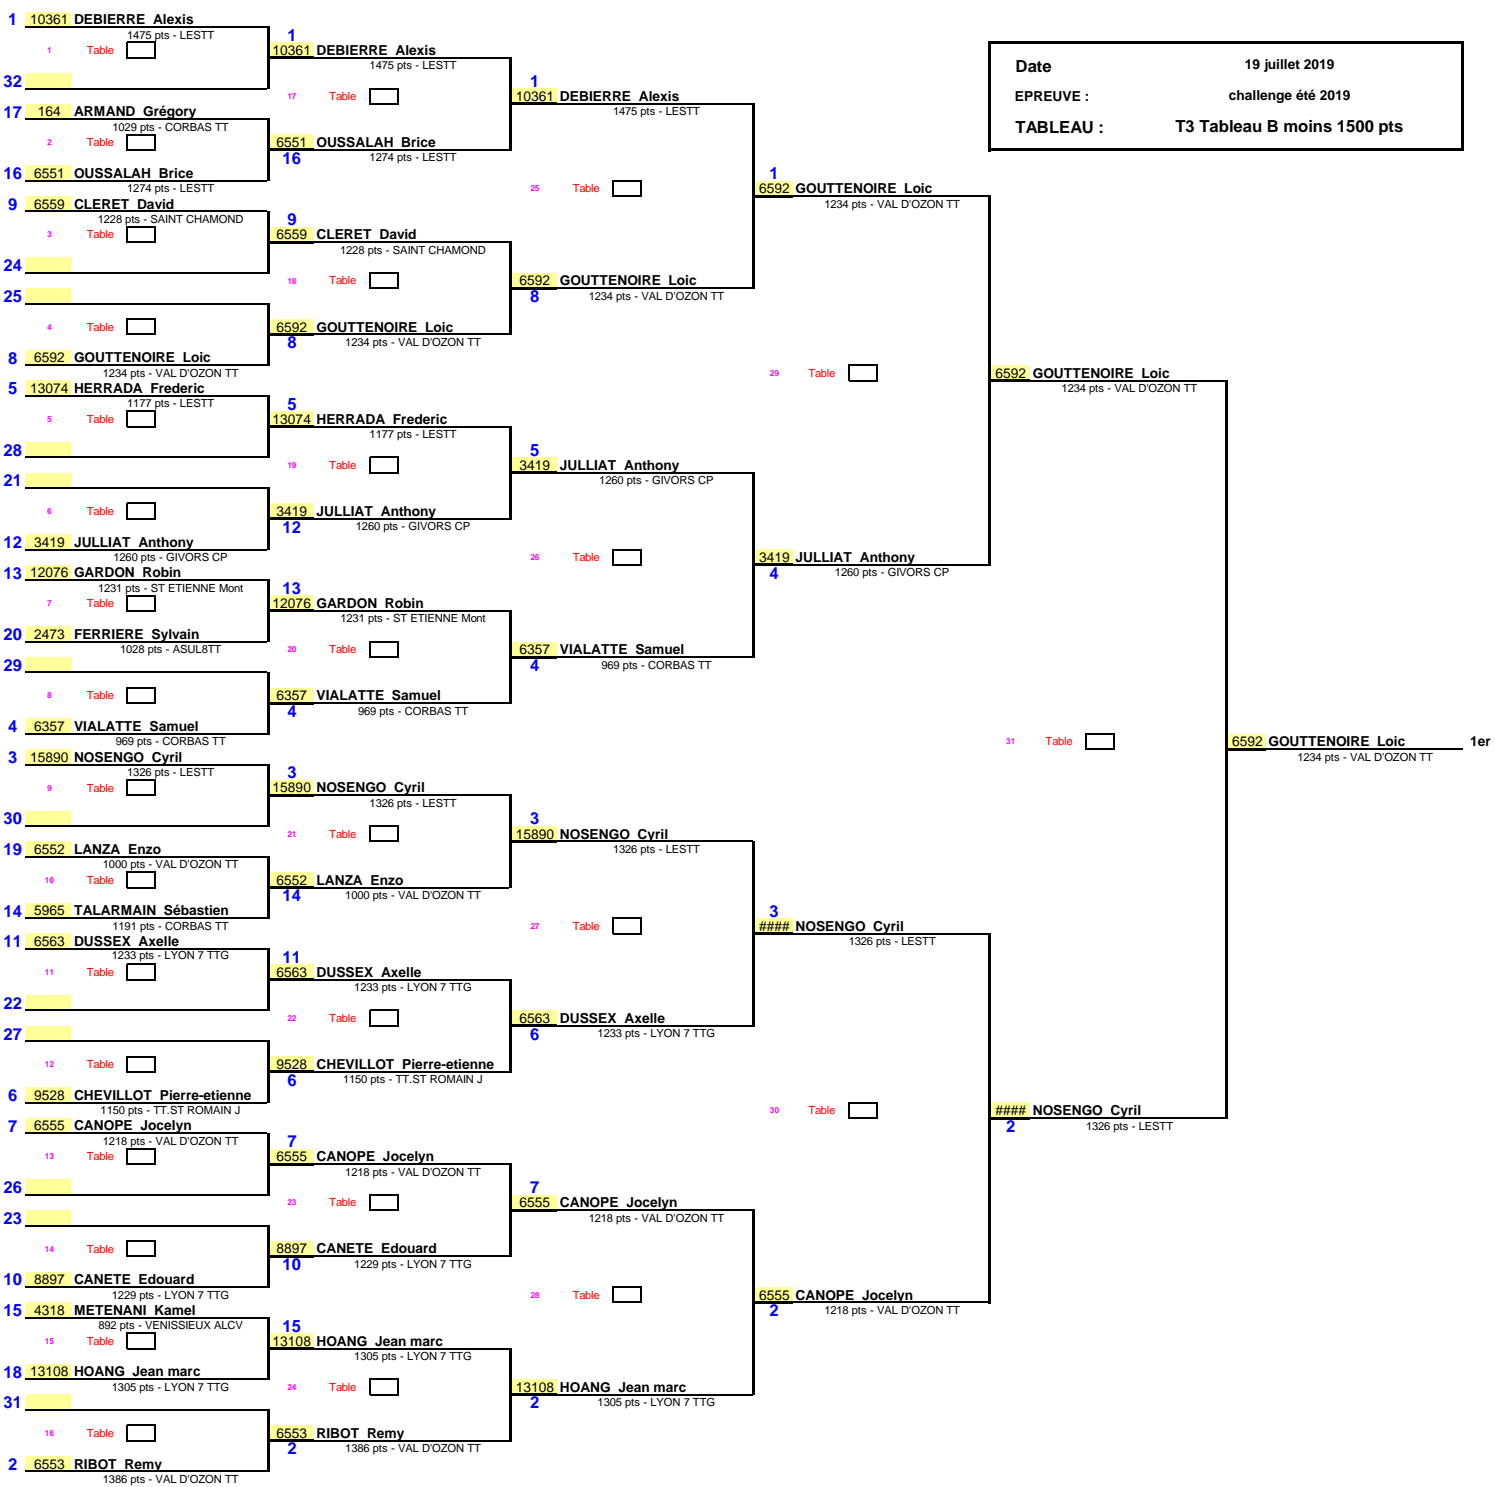 Date 19 juillet 2019
EPREUVE : challenge été 2019
TABLEAU : T3 Tableau B moins 1500 pts
1 10361 DEBIERRE Alexis
1475 pts - LESTT
1 Table
32
17 164 ARMAND Grégory
1029 pts - CORBAS TT
2 Table
16 6551 OUSSALAH Brice
1274 pts - LESTT
9 6559 CLERET David
1228 pts - SAINT CHAMOND
3 Table
24
25
4 Table
8 6592 GOUTTENOIRE Loic
1234 pts - VAL D'OZON TT
5 13074 HERRADA Frederic
1177 pts - LESTT
5 Table
28
21
6 Table
12 3419 JULLIAT Anthony
1260 pts - GIVORS CP
13 12076 GARDON Robin
1231 pts - ST ETIENNE Mont
7 Table
20 2473 FERRIERE Sylvain
1028 pts - ASUL8TT
29
8 Table
4 6357 VIALATTE Samuel
969 pts - CORBAS TT
3 15890 NOSENGO Cyril
1326 pts - LESTT
9 Table
30
19 6552 LANZA Enzo
1000 pts - VAL D'OZON TT
10 Table
14 5965 TALARMAIN Sébastien
1191 pts - CORBAS TT
11 6563 DUSSEX Axelle
1233 pts - LYON 7 TTG
11 Table
22
27
12 Table
6 9528 CHEVILLOT Pierre-etienne
1150 pts - TT.ST ROMAIN J
7 6555 CANOPE Jocelyn
1218 pts - VAL D'OZON TT
13 Table
26
23
14 Table
10 8897 CANETE Edouard
1229 pts - LYON 7 TTG
15 4318 METENANI Kamel
892 pts - VENISSIEUX ALCV
15 Table
18 13108 HOANG Jean marc
1305 pts - LYON 7 TTG
31
16 Table
2 6553 RIBOT Remy
1386 pts - VAL D'OZON TT
1
10361 DEBIERRE Alexis
1475 pts - LESTT
17 Table
6551 OUSSALAH Brice
16 1274 pts - LESTT
9
6559 CLERET David
1228 pts - SAINT CHAMOND
18 Table
6592 GOUTTENOIRE Loic
8 1234 pts - VAL D'OZON TT
5
13074 HERRADA Frederic
1177 pts - LESTT
19 Table
3419 JULLIAT Anthony
12 1260 pts - GIVORS CP
13
12076 GARDON Robin
1231 pts - ST ETIENNE Mont
20 Table
6357 VIALATTE Samuel
4 969 pts - CORBAS TT
3
15890 NOSENGO Cyril
1326 pts - LESTT
21 Table
6552 LANZA Enzo
14 1000 pts - VAL D'OZON TT
11
6563 DUSSEX Axelle
1233 pts - LYON 7 TTG
22 Table
9528 CHEVILLOT Pierre-etienne
6 1150 pts - TT.ST ROMAIN J
7
6555 CANOPE Jocelyn
1218 pts - VAL D'OZON TT
23 Table
8897 CANETE Edouard
10 1229 pts - LYON 7 TTG
15
13108 HOANG Jean marc
1305 pts - LYON 7 TTG
24 Table
6553 RIBOT Remy
2 1386 pts - VAL D'OZON TT
1
10361 DEBIERRE Alexis
1475 pts - LESTT
25 Table
6592 GOUTTENOIRE Loic
8 1234 pts - VAL D'OZON TT
5
3419 JULLIAT Anthony
1260 pts - GIVORS CP
26 Table
6357 VIALATTE Samuel
4 969 pts - CORBAS TT
3
15890 NOSENGO Cyril
1326 pts - LESTT
27 Table
6563 DUSSEX Axelle
6 1233 pts - LYON 7 TTG
7
6555 CANOPE Jocelyn
1218 pts - VAL D'OZON TT
28 Table
13108 HOANG Jean marc
2 1305 pts - LYON 7 TTG
1
6592 GOUTTENOIRE Loic
1234 pts - VAL D'OZON TT
29 Table
3419 JULLIAT Anthony
4 1260 pts - GIVORS CP
3
#### NOSENGO Cyril
1326 pts - LESTT
30 Table
6555 CANOPE Jocelyn
2 1218 pts - VAL D'OZON TT
6592 GOUTTENOIRE Loic
1234 pts - VAL D'OZON TT
31 Table
#### NOSENGO Cyril
2 1326 pts - LESTT
6592 GOUTTENOIRE Loic 1er
1234 pts - VAL D'OZON TT